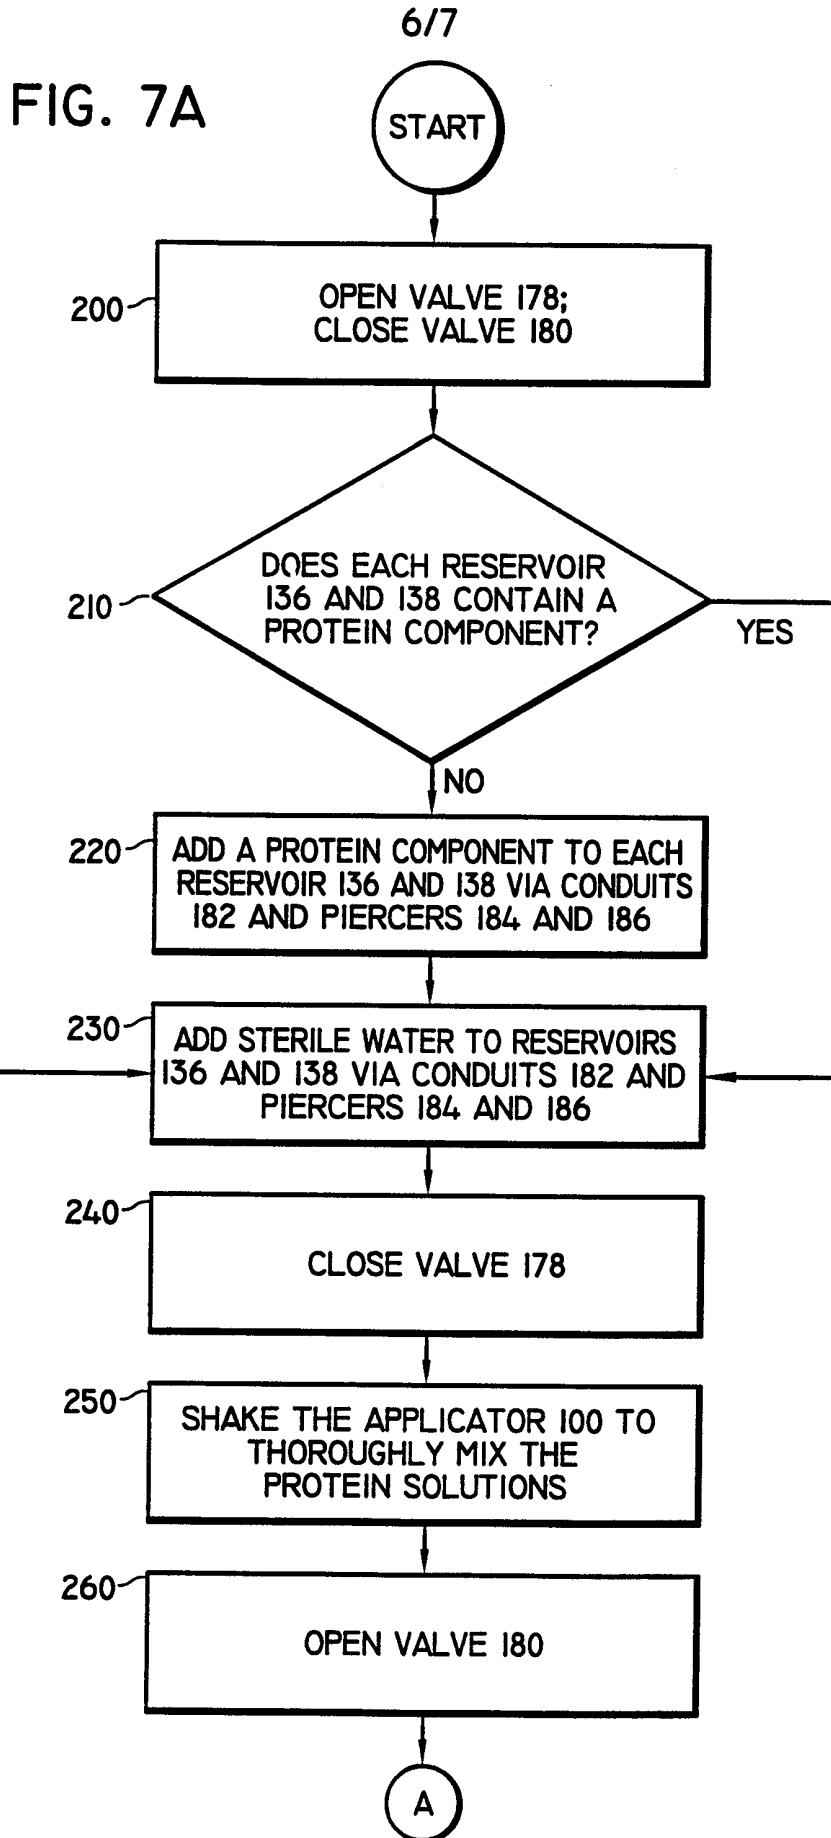 6/7
FIG. 7A
START
200
OPEN VALVE 178;
CLOSE VALVE 180
210
DOES EACH RESERVOIR
136 AND 138 CONTAIN A
PROTEIN COMPONENT?
YES
NO
220
ADD A PROTEIN COMPONENT TO EACH
RESERVOIR 136 AND 138 VIA CONDUITS
182 AND PIERCERS 184 AND 186
230
ADD STERILE WATER TO RESERVOIRS
136 AND 138 VIA CONDUITS 182 AND
PIERCERS 184 AND 186
240
CLOSE VALVE 178
250
SHAKE THE APPLICATOR 100 TO
THOROUGHLY MIX THE
PROTEIN SOLUTIONS
260
OPEN VALVE 180
A